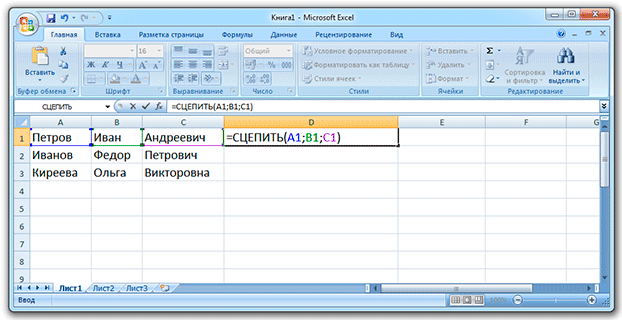 Книга1 - Microsoft Excel
Главная Вставка Разметка страницы Формулы Данные Рецензирование Вид
Вставить
16
Общий
Условное форматирование
Форматировать как таблицу
Стили ячеек
Вставить
Удалить
Формат
Сортировка и фильтр
Найти и выделить
Буфер обмена Шрифт Выравнивание Число Стили Ячейки Редактирование
СЦЕПИТЬ =СЦЕПИТЬ(A1;B1;C1)
A B C D E F G
1 Петров Иван Андреевич =СЦЕПИТЬ(A1;B1;C1)
2 Иванов Федор Петрович
3 Киреева Ольга Викторовна
4
5
6
7
8
9
Лист1 Лист2 Лист3
Ввод 100%